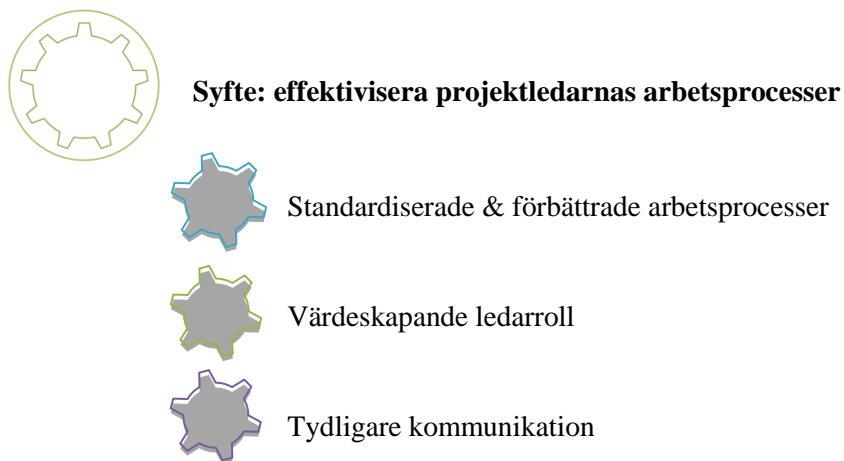 Syfte: effektivisera projektledarnas arbetsprocesser
Standardiserade & förbättrade arbetsprocesser
Värdeskapande ledarroll
Tydligare kommunikation